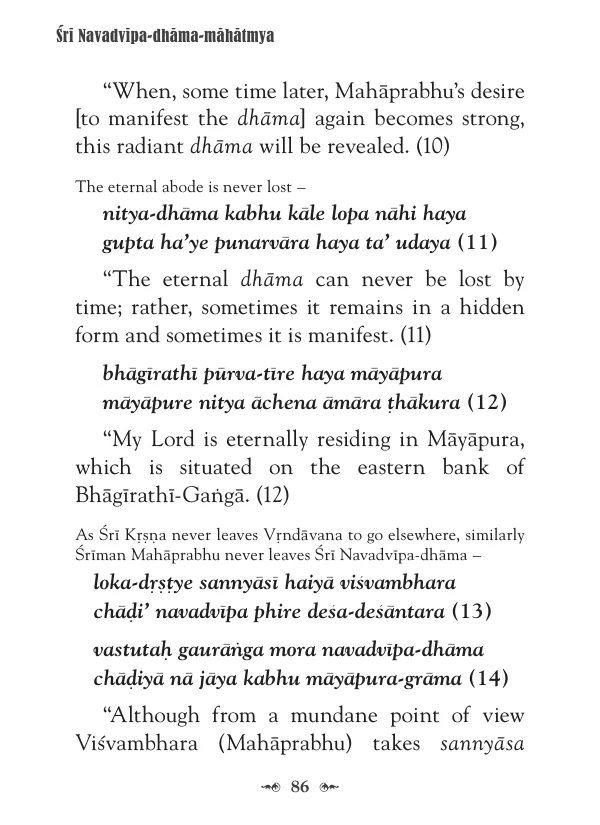 Śrī Navadvīpa-dhāma-māhātmya
“When, some time later, Mahāprabhu’s desire
[to manifest the dhāma] again becomes strong,
this radiant dhāma will be revealed. (10)
The eternal abode is never lost –
nitya-dhāma kabhu kāle lopa nāhi haya
gupta ha’ye punarvāra haya ta’ udaya (11)
“The eternal dhāma can never be lost by
time; rather, sometimes it remains in a hidden
form and sometimes it is manifest. (11)
bhāgīrathī pūrva-tīre haya māyāpura
māyāpure nitya āchena āmāra ṭhākura (12)
“My Lord is eternally residing in Māyāpura,
which is situated on the eastern bank of
Bhāgīrathī-Gaṅgā. (12)
As Śrī Kṛṣṇa never leaves Vṛndāvana to go elsewhere, similarly
Śrīman Mahāprabhu never leaves Śrī Navadvīpa-dhāma –
loka-dṛṣṭye sannyāsī haiyā viśvambhara
chāḍi’ navadvīpa phire deśa-deśāntara (13)
vastutaḥ gaurāṅga mora navadvīpa-dhāma
chāḍiyā nā jāya kabhu māyāpura-grāma (14)
“Although from a mundane point of view
Viśvambhara (Mahāprabhu) takes sannyāsa
86